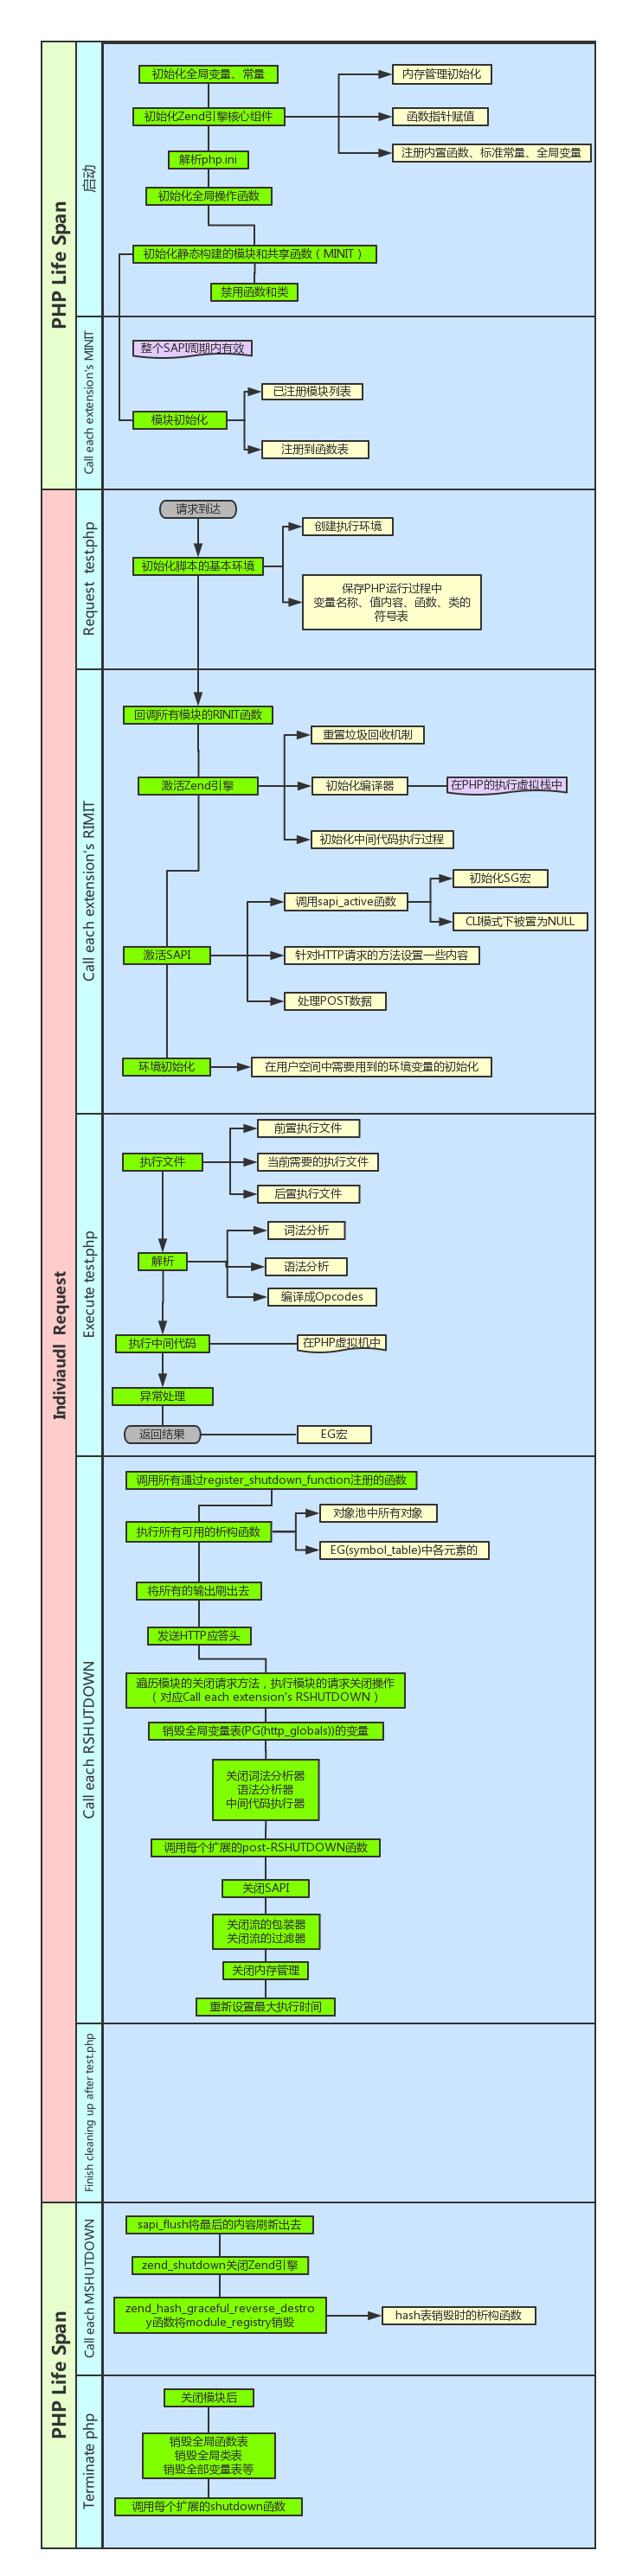 PHP Life Span
启动
初始化全局变量、常量
内存管理初始化
初始化Zend引擎核心组件
函数指针赋值
注册内置函数、标准常量、全局变量
解析php.ini
初始化全局操作函数
初始化静态构建的模块和共享函数（MINIT）
禁用函数和类
Call each extension's MINIT
整个SAPI周期内有效
已注册模块列表
模块初始化
注册到函数表
Indiviaudl Request
Request test.php
请求到达
创建执行环境
初始化脚本的基本环境
保存PHP运行过程中
变量名称、值内容、函数、类的
符号表
Call each extension's RIMIT
回调所有模块的RINIT函数
重置垃圾回收机制
激活Zend引擎
初始化编译器
在PHP的执行虚拟栈中
初始化中间代码执行过程
初始化SG宏
调用sapi_active函数
CLI模式下被置为NULL
激活SAPI
针对HTTP请求的方法设置一些内容
处理POST数据
环境初始化
在用户空间中需要用到的环境变量的初始化
Execute test.php
前置执行文件
执行文件
当前需要的执行文件
后置执行文件
词法分析
解析
语法分析
编译成Opcodes
执行中间代码
在PHP虚拟机中
异常处理
返回结果
EG宏
Call each RSHUTDOWN
调用所有通过register_shutdown_function注册的函数
对象池中所有对象
执行所有可用的析构函数
EG(symbol_table)中各元素的
将所有的输出刷出去
发送HTTP应答头
遍历模块的关闭请求方法，执行模块的请求关闭操作
（对应Call each extension's RSHUTDOWN）
销毁全局变量表(PG(http_globals))的变量
关闭词法分析器
语法分析器
中间代码执行器
调用每个扩展的post-RSHUTDOWN函数
关闭SAPI
关闭流的包装器
关闭流的过滤器
关闭内存管理
重新设置最大执行时间
Finish cleaning up after test.php
PHP Life Span
Call each MSHUTDOWN
sapi_flush将最后的内容刷新出去
zend_shutdown关闭Zend引擎
zend_hash_graceful_reverse_destro
y函数将module_registry销毁
hash表销毁时的析构函数
Terminate php
关闭模块后
销毁全局函数表
销毁全局类表
销毁全部变量表等
调用每个扩展的shutdown函数